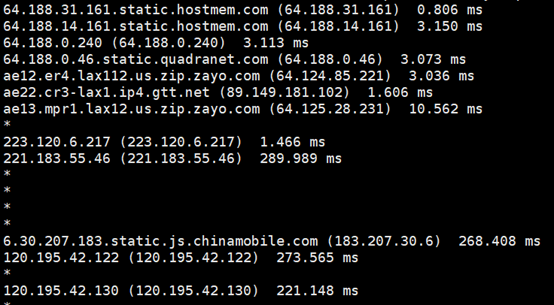 64.188.31.161.static.hostmem.com (64.188.31.161)  0.806 ms
64.188.14.161.static.hostmem.com (64.188.14.161)  3.150 ms
64.188.0.240 (64.188.0.240)  3.113 ms
64.188.0.46.static.quadranet.com (64.188.0.46)  3.073 ms
ae12.er4.lax112.us.zip.zayo.com (64.124.85.221)  3.036 ms
ae22.cr3-lax1.ip4.gtt.net (89.149.181.102)  1.606 ms
ae13.mpr1.lax112.us.zip.zayo.com (64.125.28.231)  10.562 ms
*
223.120.6.217 (223.120.6.217)  1.466 ms
221.183.55.46 (221.183.55.46)  289.989 ms
*
*
*
*
6.30.207.183.static.js.chinamobile.com (183.207.30.6)  268.408 ms
120.195.42.122 (120.195.42.122)  273.565 ms
*
120.195.42.130 (120.195.42.130)  221.148 ms
*